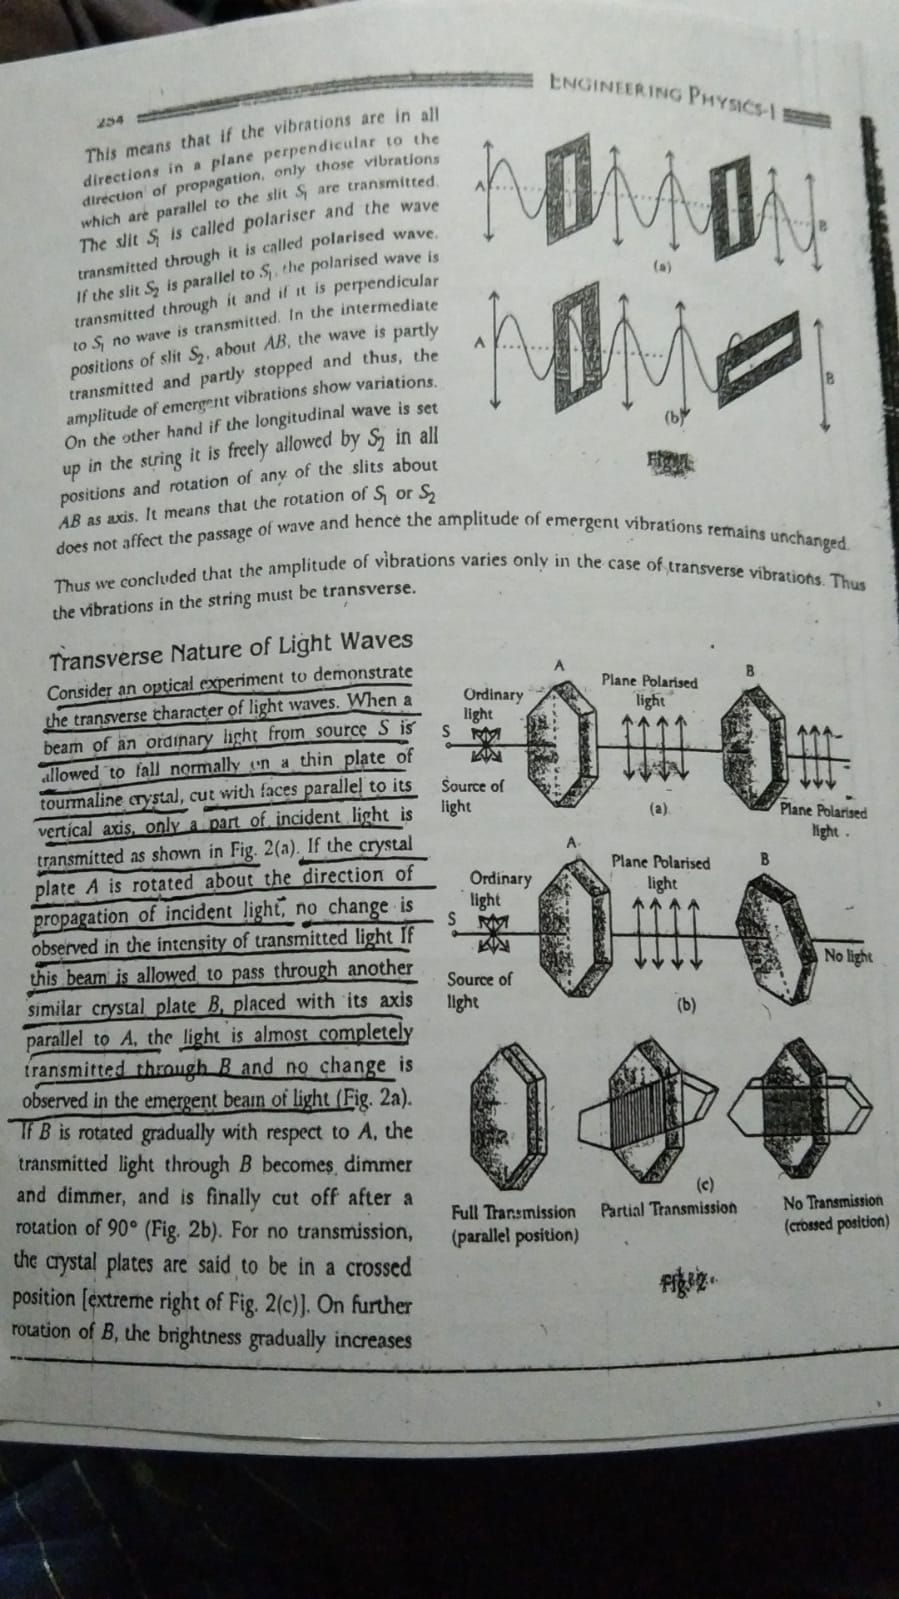 254
ENGINEERING PHYSICS-I
This means that if the vibrations are in all
directions in a plane perpendicular to the
direction of propagation, only those vibrations
which are parallel to the slit S₁ are transmitted.
The slit S₁ is called polariser and the wave
transmitted through it is called polarised wave.
If the slit S₂ is parallel to S₁, the polarised wave is
transmitted through it and if it is perpendicular
to S₁ no wave is transmitted. In the intermediate
positions of slit S₂, about AB, the wave is partly
transmitted and partly stopped and thus, the
amplitude of emergent vibrations show variations.
On the other hand if the longitudinal wave is set
up in the string it is freely allowed by S₂ in all
positions and rotation of any of the slits about
AB as axis. It means that the rotation of S₁ or S₂
does not affect the passage of wave and hence the amplitude of emergent vibrations remains unchanged.
A
B
(a)
A
B
(b)
Thus we concluded that the amplitude of vibrations varies only in the case of transverse vibrations. Thus
the vibrations in the string must be transverse.
Transverse Nature of Light Waves
Consider an optical experiment to demonstrate
the transverse character of light waves. When a
beam of an ordinary light from source S is
allowed to fall normally on a thin plate of
tourmaline crystal, cut with faces parallel to its
vertical axis, only a part of incident light is
transmitted as shown in Fig. 2(a). If the crystal
plate A is rotated about the direction of
propagation of incident light, no change is
observed in the intensity of transmitted light If
this beam is allowed to pass through another
similar crystal plate B, placed with its axis
parallel to A, the light is almost completely
transmitted through B and no change is
observed in the emergent beam of light (Fig. 2a).
If B is rotated gradually with respect to A, the
transmitted light through B becomes dimmer
and dimmer, and is finally cut off after a
rotation of 90° (Fig. 2b). For no transmission,
the crystal plates are said to be in a crossed
position [extreme right of Fig. 2(c)]. On further
rotation of B, the brightness gradually increases
A
B
Ordinary
light
Plane Polarised
light
S
Source of
light
(a)
Plane Polarised
light.
A
B
Ordinary
light
Plane Polarised
light
S
No light
Source of
light
(b)
(c)
Full Transmission
(parallel position)
Partial Transmission
No Transmission
(crossed position)
Fig. 2